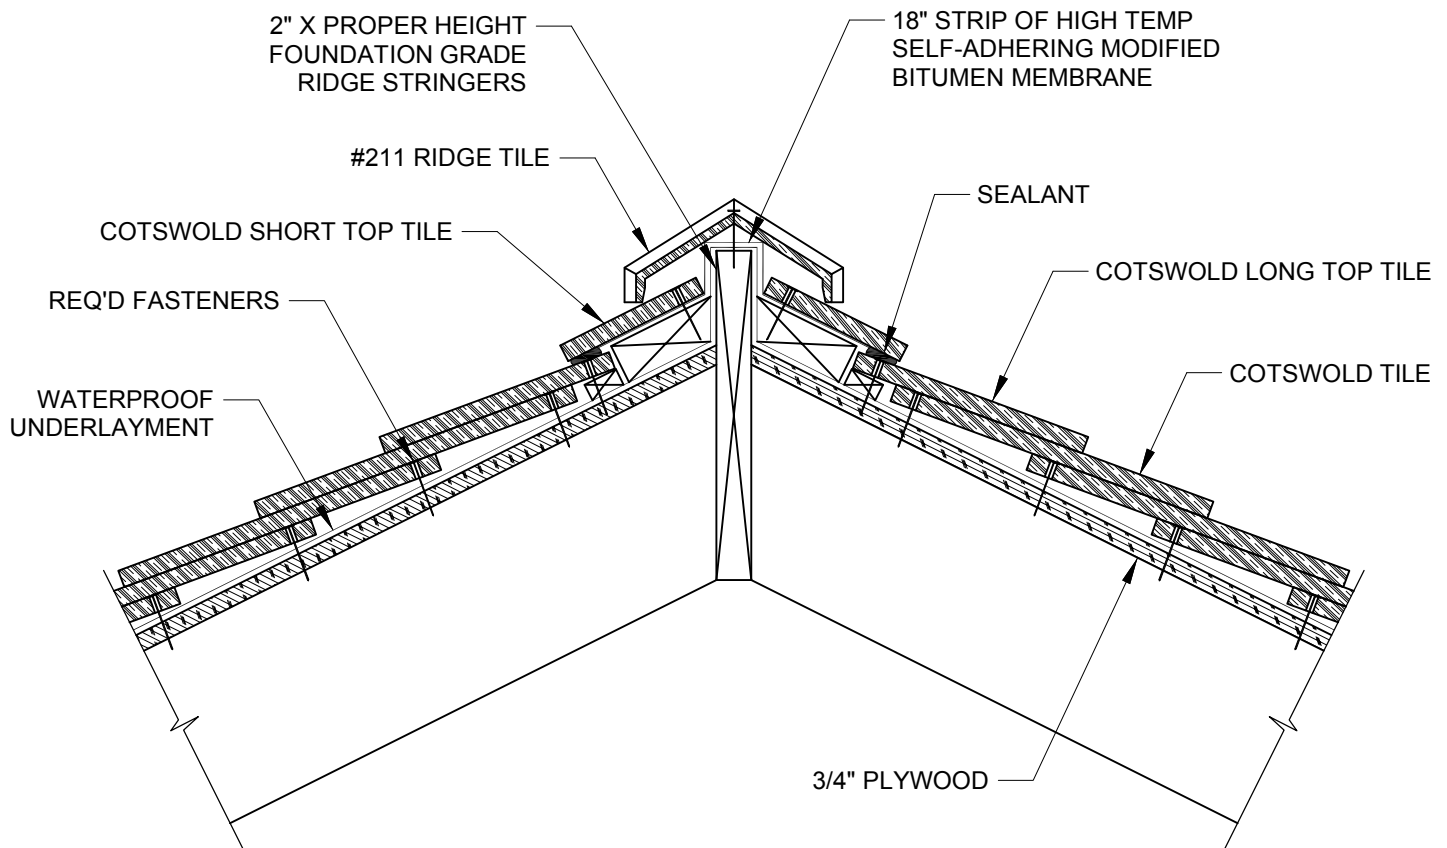 2" X PROPER HEIGHT
FOUNDATION GRADE
RIDGE STRINGERS
18" STRIP OF HIGH TEMP
SELF-ADHERING MODIFIED
BITUMEN MEMBRANE
#211 RIDGE TILE
SEALANT
COTSWOLD SHORT TOP TILE
COTSWOLD LONG TOP TILE
REQ'D FASTENERS
COTSWOLD TILE
WATERPROOF
UNDERLAYMENT
3/4" PLYWOOD